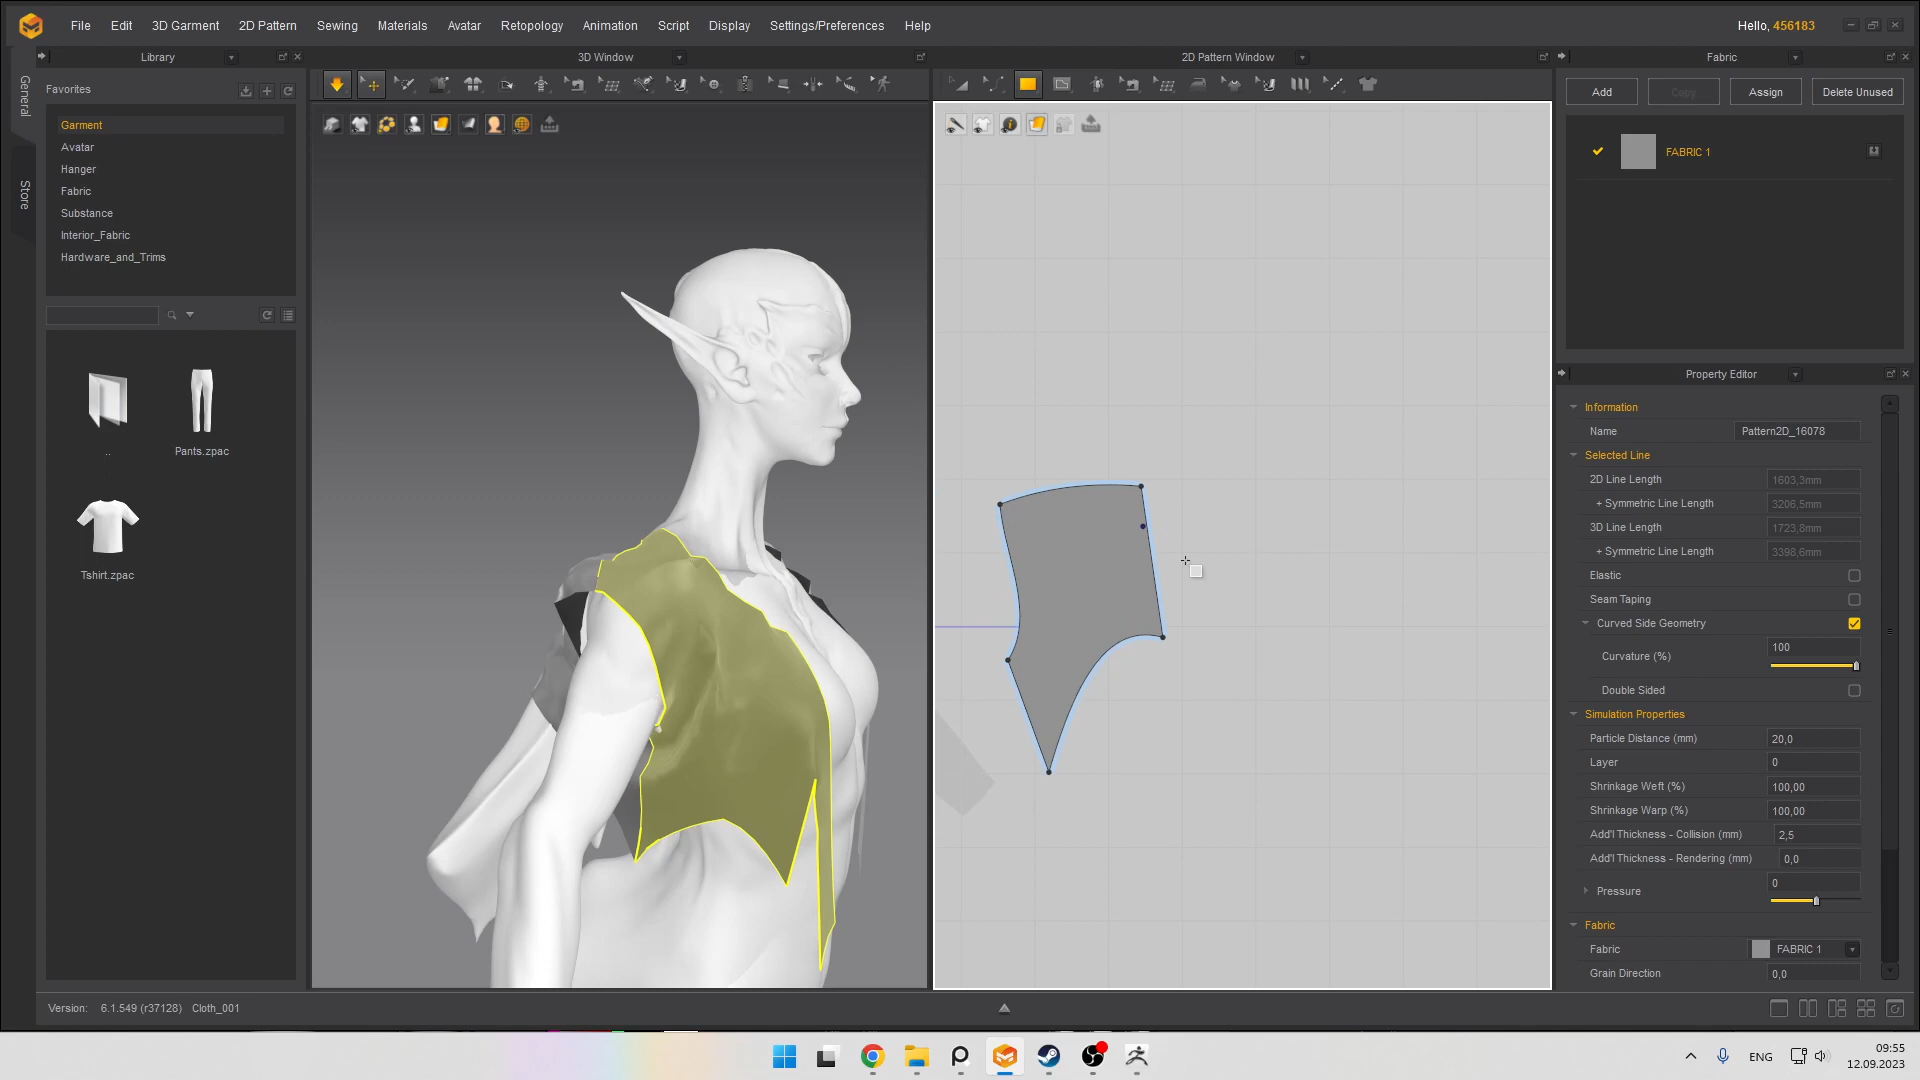 File Edit 3D Garment 2D Pattern Sewing Materials Avatar Retopology Animation Script Display Settings/Preferences Help
Hello, 456183
General
Store
Library
Favorites
Garment
Avatar
Hanger
Fabric
Substance
Interior_Fabric
Hardware_and_Trims
..
Pants.zpac
Tshirt.zpac
3D Window
2D Pattern Window
Fabric
Add Copy Assign Delete Unused
FABRIC 1
Property Editor
Information
Name Pattern2D_16078
Selected Line
2D Line Length 1603,3mm
+ Symmetric Line Length 3206,5mm
3D Line Length 1723,8mm
+ Symmetric Line Length 3398,6mm
Elastic
Seam Taping
Curved Side Geometry
Curvature (%) 100
Double Sided
Simulation Properties
Particle Distance (mm) 20,0
Layer 0
Shrinkage Weft (%) 100,00
Shrinkage Warp (%) 100,00
Add'l Thickness - Collision (mm) 2,5
Add'l Thickness - Rendering (mm) 0,0
Pressure 0
Fabric
Fabric FABRIC 1
Grain Direction 0,0
Version: 6.1.549 (r37128) Cloth_001
ENG
09:55
12.09.2023